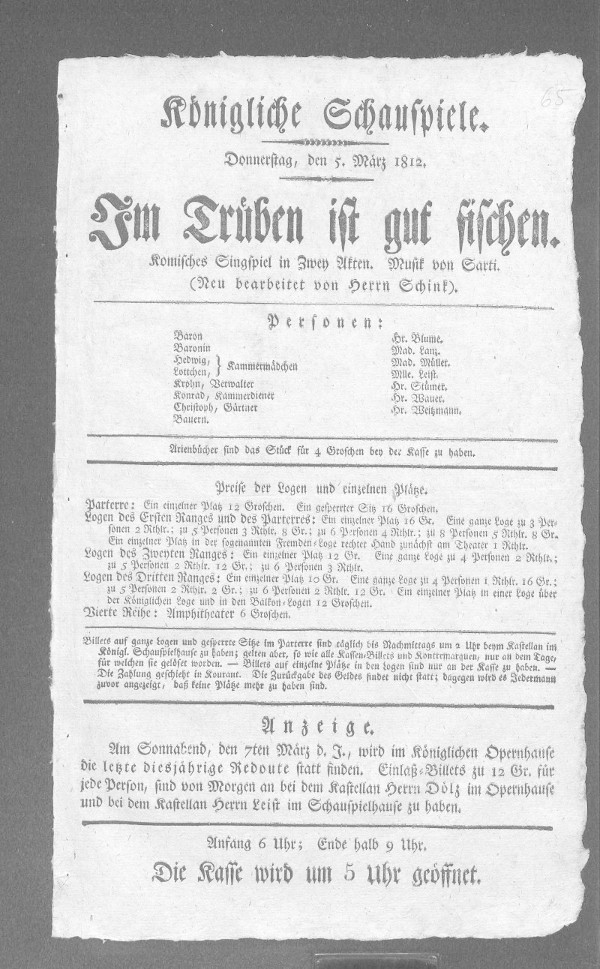 65
Königliche Schauspiele.
Donnerstag, den 5. März 1812.
Im Trüben ist gut fischen.
Komisches Singspiel in Zwey Akten. Musik von Sarti.
(Neu bearbeitet von Herrn Schink).
Personen:
Baron Hr. Blume.
Baronin Mad. Lanz.
Hedwig, } Kammermädchen Mad. Müller.
Lottchen, Mlle. Leist.
Krohn, Verwalter Hr. Stümer.
Konrad, Kammerdiener Hr. Wauer.
Christoph, Gärtner Hr. Weitzmann.
Bauern.
Arienbücher sind das Stück für 4 Groschen bey der Kasse zu haben.
Preise der Logen und einzelnen Plätze.
Parterre: Ein einzelner Platz 12 Groschen. Ein gesperrter Sitz 16 Groschen.
Logen des Ersten Ranges und des Parterres: Ein einzelner Platz 16 Gr. Eine ganze Loge zu 3 Per-
sonen 2 Rthlr.; zu 5 Personen 3 Rthlr. 8 Gr.; zu 6 Personen 4 Rthlr.; zu 8 Personen 5 Rthlr. 8 Gr.
Ein einzelner Platz in der sogenannten Fremden-Loge rechter Hand zunächst am Theater 1 Rthlr.
Logen des Zweyten Ranges: Ein einzelner Platz 12 Gr. Eine ganze Loge zu 4 Personen 2 Rthlr.;
zu 5 Personen 2 Rthlr. 12 Gr.; zu 6 Personen 3 Rthlr.
Logen des Dritten Ranges: Ein einzelner Platz 10 Gr. Eine ganze Loge zu 4 Personen 1 Rthlr. 16 Gr.;
zu 5 Personen 2 Rthlr. 2 Gr.; zu 6 Personen 2 Rthlr. 12 Gr. Ein einzelner Platz in einer Loge über
der Königlichen Loge und in den Balkon-Logen 12 Groschen.
Vierte Reihe: Amphitheater 6 Groschen.
Billets auf ganze Logen und gesperrte Sitze im Parterre sind täglich bis Nachmittags um 2 Uhr beym Kastellan im
Königl. Schauspielhause zu haben; gelten aber, so wie alle Kassen-Billets und Kontremarquen, nur an dem Tage,
für welchen sie gelöset worden. — Billets auf einzelne Plätze in den Logen sind nur an der Kasse zu haben. —
Die Zahlung geschieht in Kourant. Die Zurückgabe des Geldes findet nicht statt; dagegen wird es Jedermann
zuvor angezeigt, daß keine Plätze mehr zu haben sind.
Anzeige.
Am Sonnabend, den 7ten März d. J., wird im Königlichen Opernhause
die letzte diesjährige Redoute statt finden. Einlaß-Billets zu 12 Gr. für
jede Person, sind von Morgen an bei dem Kastellan Herrn Dölz im Opernhause
und bei dem Kastellan Herrn Leist im Schauspielhause zu haben.
Anfang 6 Uhr; Ende halb 9 Uhr.
Die Kasse wird um 5 Uhr geöffnet.